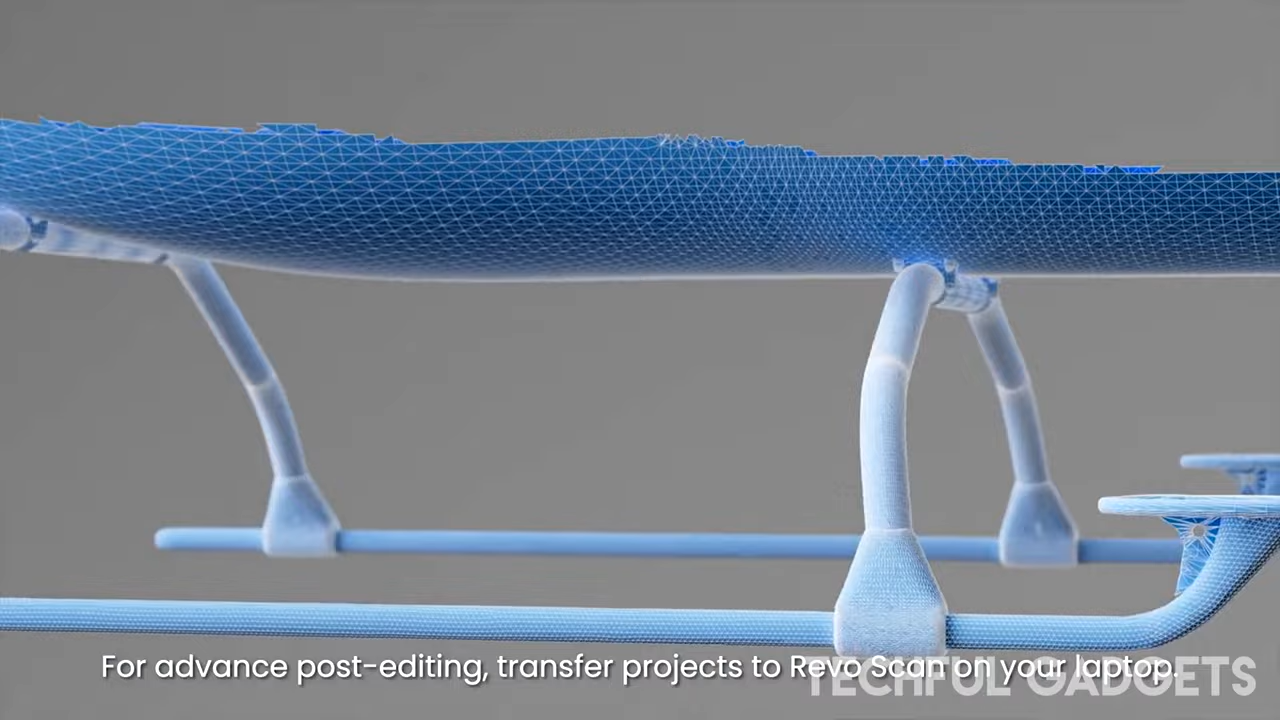 For advance post-editing, transfer projects to Revo Scan on your laptop.
TECHFUL GADGETS